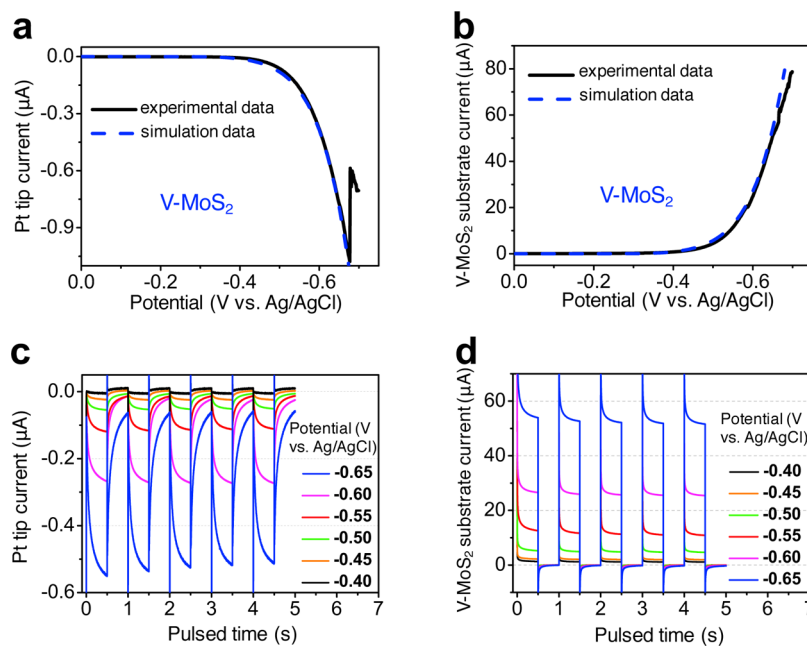 a
Pt tip current (µA)
0.0
-0.3
-0.6
-0.9
experimental data
simulation data
V-MoS2
0.0
-0.2
-0.4
-0.6
Potential (V vs. Ag/AgCl)
b
V-MoS2 substrate current (µA)
80
60
40
20
0
experimental data
simulation data
V-MoS2
0.0
-0.2
-0.4
-0.6
Potential (V vs. Ag/AgCl)
c
Pt tip current (µA)
0.0
-0.2
-0.4
-0.6
Potential (V
vs. Ag/AgCl)
-0.65
-0.60
-0.55
-0.50
-0.45
-0.40
0 1 2 3 4 5 6 7
Pulsed time (s)
d
V-MoS2 substrate current (µA)
60
40
20
0
Potential (V
vs. Ag/AgCl)
-0.40
-0.45
-0.50
-0.55
-0.60
-0.65
0 1 2 3 4 5 6 7
Pulsed time (s)